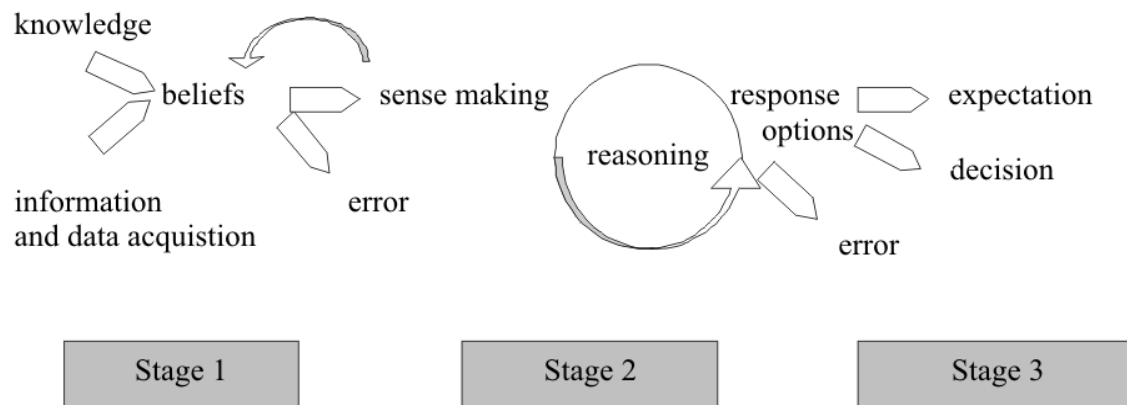 knowledge
beliefs
sense making
reasoning
response
options
expectation
decision
information
and data acquistion
error
error
Stage 1
Stage 2
Stage 3